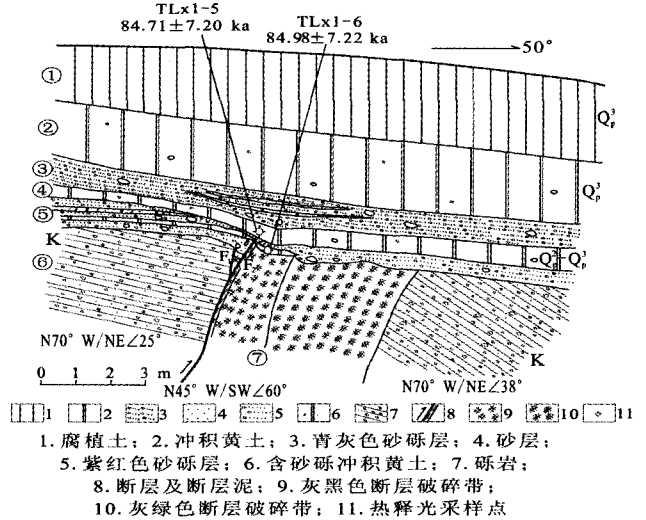 TLx1-5
84.71±7.20 ka
TLx1-6
84.98±7.22 ka
50°
①
Qp³
②
Qp³
③
④
⑤
K
F
Qp³ Qp³
⑥
N70° W/NE∠25°
⑦
K
0 1 2 3 m
N45° W/SW∠60°
N70° W/NE∠38°
1 2 3 4 5 6 7 8 9 10 11
1.腐植土；2.冲积黄土；3.青灰色砂砾层；4.砂层；
5.紫红色砂砾层；6.含砂砾冲积黄土；7.砾岩；
8.断层及断层泥；9.灰黑色断层破碎带；
10.灰绿色断层破碎带；11.热释光采样点